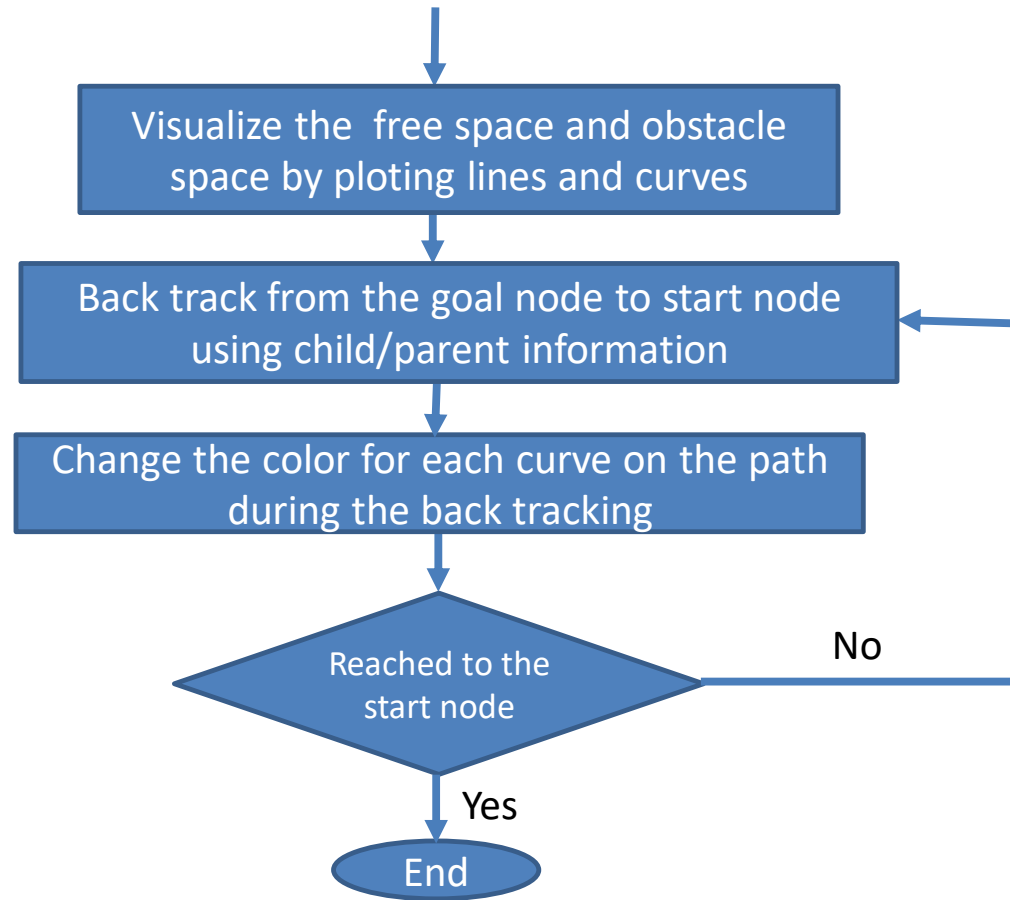 Visualize the  free space and obstacle
space by ploting lines and curves
Back track from the goal node to start node
using child/parent information
Change the color for each curve on the path
during the back tracking
Reached to the
start node
No
Yes
End